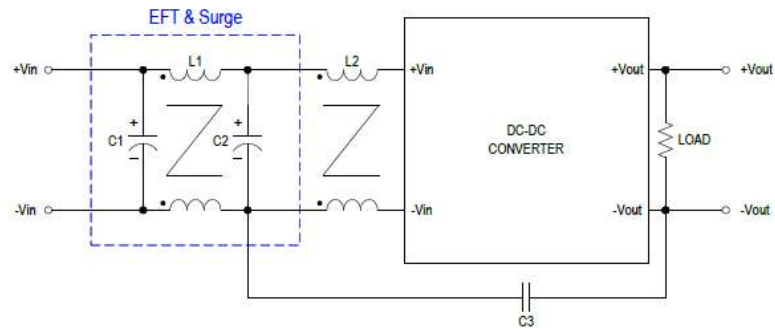 EFT & Surge
L1
L2
+Vin
+Vin
+Vout
+Vout
+
C1
–
+
C2
–
DC-DC
CONVERTER
LOAD
-Vin
-Vin
-Vout
-Vout
C3